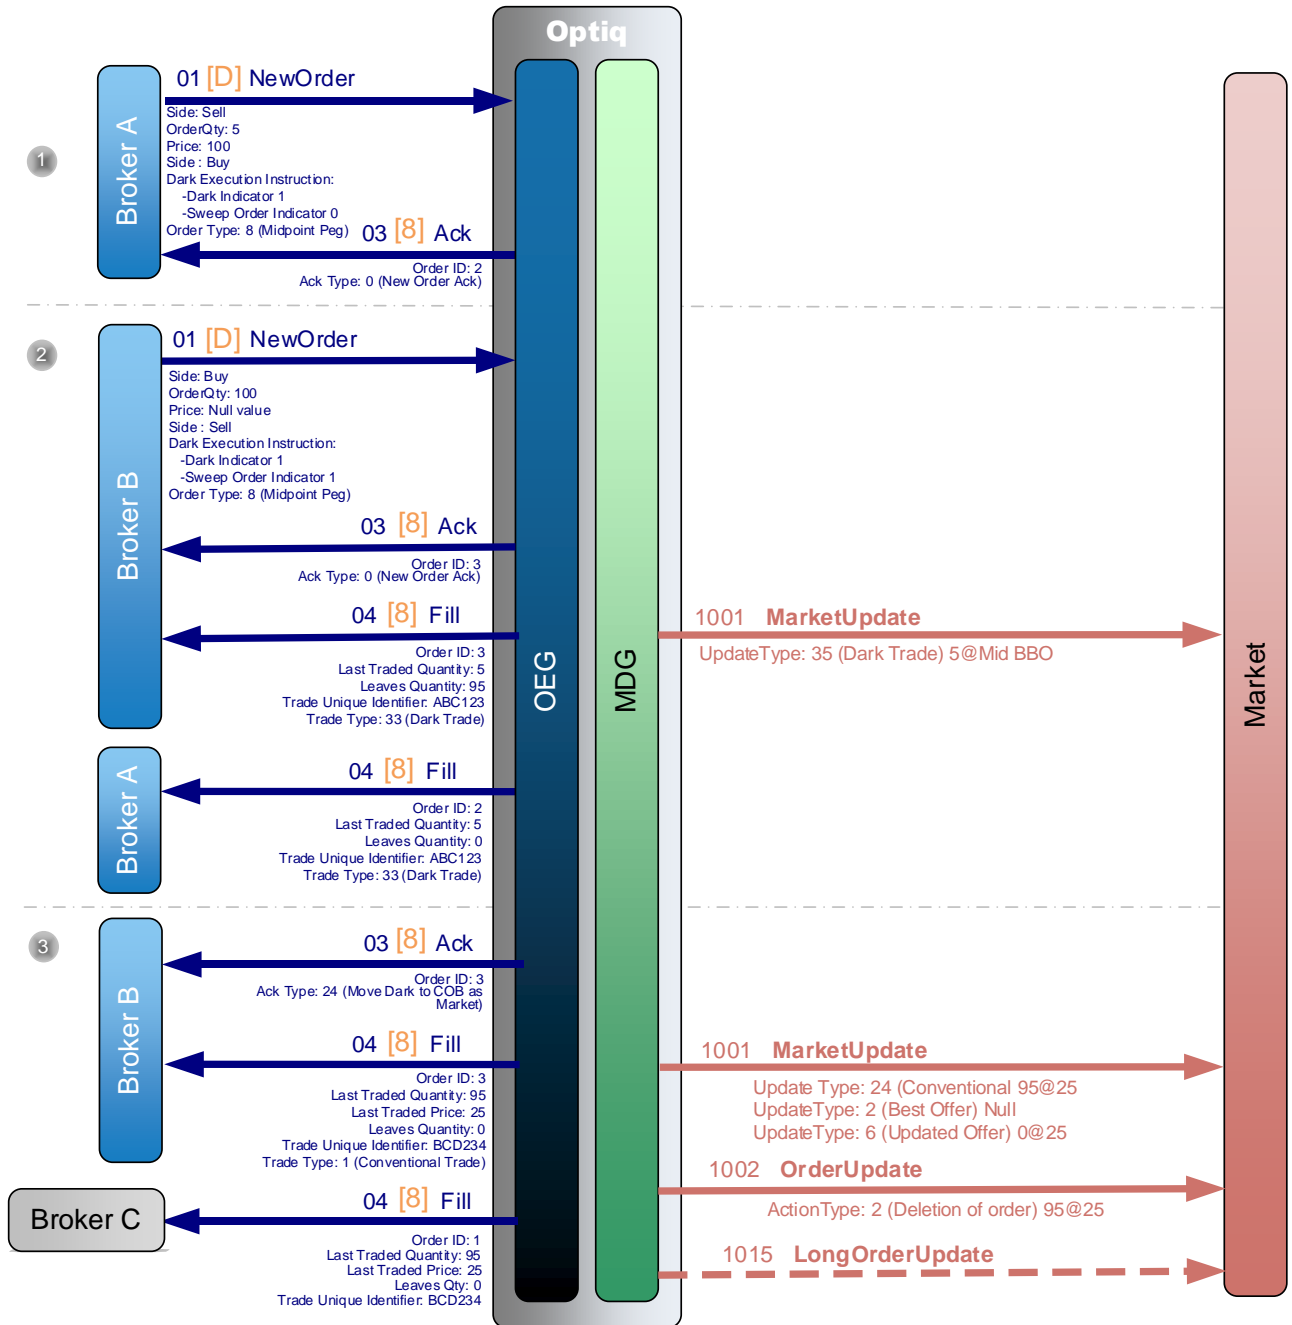 Optiq
01 [D] NewOrder
Side: Sell
OrderQty: 5
Price: 100
Side : Buy
Dark Execution Instruction:
-Dark Indicator 1
-Sweep Order Indicator 0
Order Type: 8 (Midpoint Peg)
1
Broker A
03 [8] Ack
Order ID: 2
Ack Type: 0 (New Order Ack)
2
01 [D] NewOrder
Side: Buy
OrderQty: 100
Price: Null value
Side : Sell
Dark Execution Instruction:
-Dark Indicator 1
-Sweep Order Indicator 1
Order Type: 8 (Midpoint Peg)
Broker B
03 [8] Ack
Order ID: 3
Ack Type: 0 (New Order Ack)
04 [8] Fill
Order ID: 3
Last Traded Quantity: 5
Leaves Quantity: 95
Trade Unique Identifier: ABC123
Trade Type: 33 (Dark Trade)
OEG
MDG
1001 MarketUpdate
UpdateType: 35 (Dark Trade) 5@Mid BBO
Market
Broker A
04 [8] Fill
Order ID: 2
Last Traded Quantity: 5
Leaves Quantity: 0
Trade Unique Identifier: ABC123
Trade Type: 33 (Dark Trade)
3
Broker B
03 [8] Ack
Order ID: 3
Ack Type: 24 (Move Dark to COB as
Market)
04 [8] Fill
Order ID: 3
Last Traded Quantity: 95
Last Traded Price: 25
Leaves Quantity: 0
Trade Unique Identifier: BCD234
Trade Type: 1 (Conventional Trade)
1001 MarketUpdate
Update Type: 24 (Conventional 95@25
UpdateType: 2 (Best Offer) Null
UpdateType: 6 (Updated Offer) 0@25
1002 OrderUpdate
ActionType: 2 (Deletion of order) 95@25
Broker C
04 [8] Fill
Order ID: 1
Last Traded Quantity: 95
Last Traded Price: 25
Leaves Qty: 0
Trade Unique Identifier: BCD234
1015 LongOrderUpdate